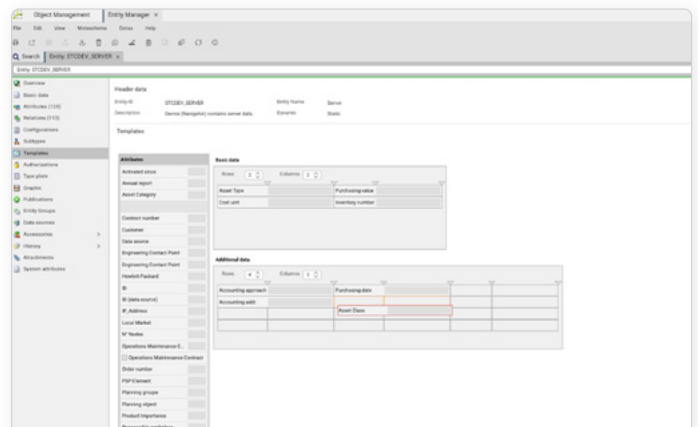 Object Management Entity Manager ×
File Edit View Metaschema Extras Help
Search Entity: STCDEV_SERVER ×
Entity: STCDEV_SERVER
Overview
Basic data
Attributes (139)
Relations (113)
Configurations
Subtypes
Templates
Authorizations
Type plate
Graphic
Publications
Entity Groups
Data sources
Accessories
History
Attachments
System attributes
Header data
Entity-ID STCDEV_SERVER Entity Name Server
Description Device (Navigator) contains server data. Dynamic Static
Templates
Attributes
Activated since
Annual report
Asset Category
Contract number
Customer
Data source
Engineering Contact Point
Engineering Contact Point
Hewlett-Packard
ID
ID (data source)
IP_Address
Local Market
N° Nodes
Operations Maintenance C..
Operations Maintenance Contract
Order number
PSP-Element
Planning groups
Planning object
Product Importance
Basic data
Rows Columns
Asset Type Purchasing value
Cost unit Inventory number
Additional data
Rows 4 Columns
Accounting approach Purchasing date
Accounting addr.
Asset Class